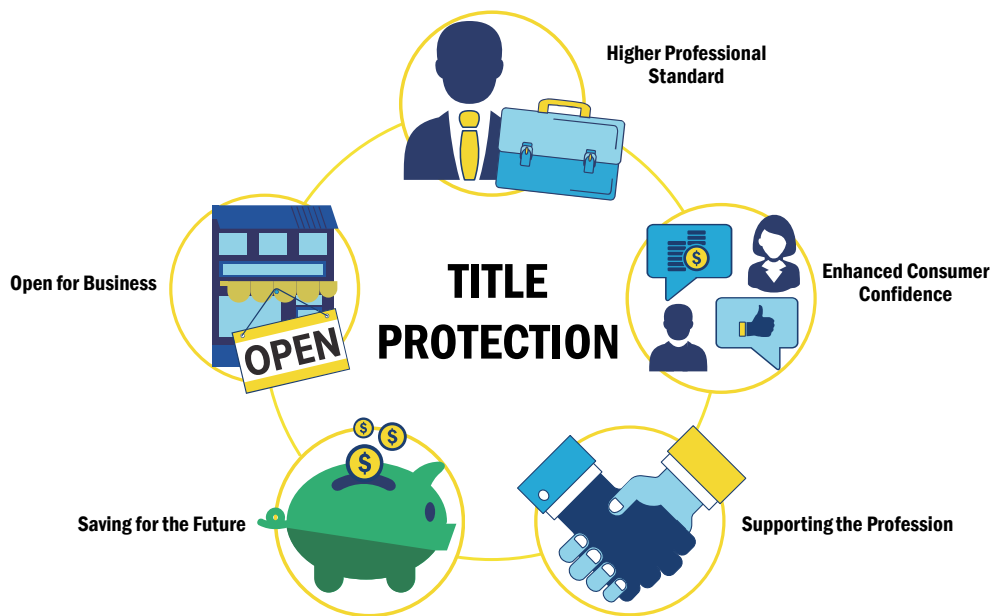 Higher Professional
Standard
Enhanced Consumer
Confidence
Supporting the Profession
Saving for the Future
Open for Business
TITLE
PROTECTION
OPEN
$
$
$
$